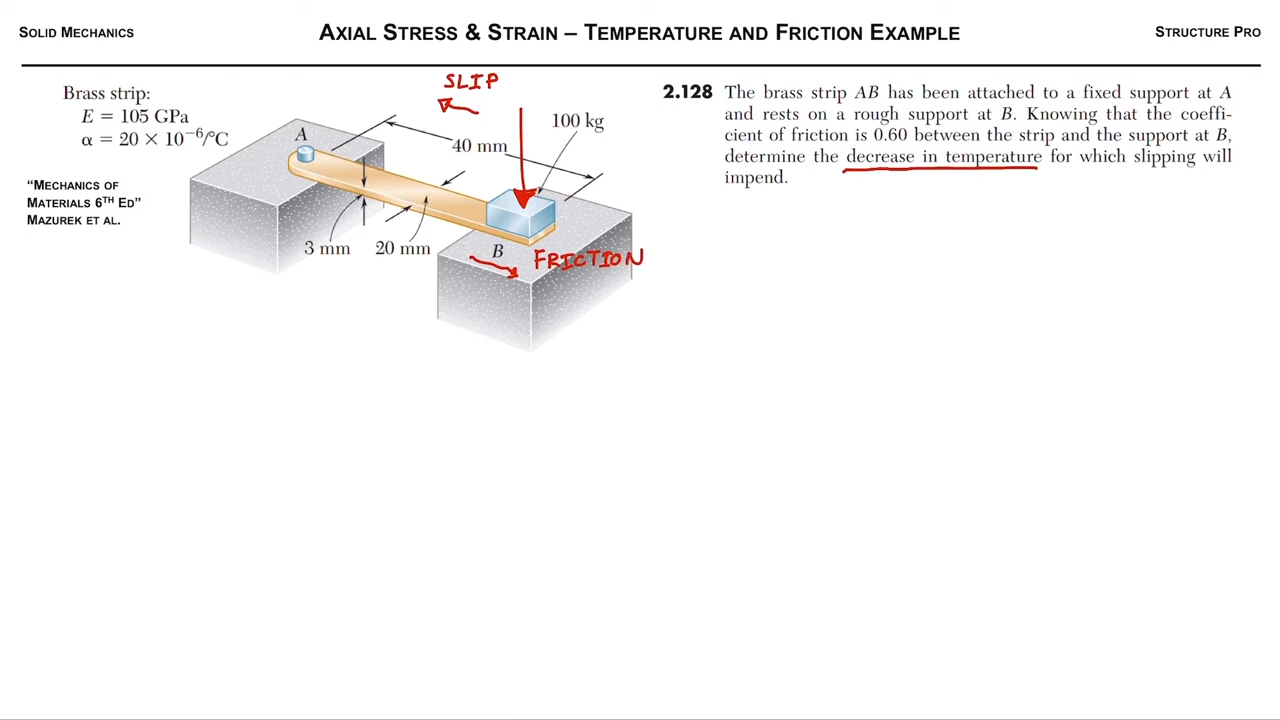 SOLID MECHANICS
AXIAL STRESS & STRAIN – TEMPERATURE AND FRICTION EXAMPLE
STRUCTURE PRO
Brass strip:
E = 105 GPa
α = 20 × 10⁻⁶/°C
"MECHANICS OF
MATERIALS 6TH ED"
MAZUREK ET AL.
SLIP
A
100 kg
40 mm
3 mm
20 mm
B
FRICTION
2.128 The brass strip AB has been attached to a fixed support at A
and rests on a rough support at B. Knowing that the coeffi-
cient of friction is 0.60 between the strip and the support at B,
determine the decrease in temperature for which slipping will
impend.